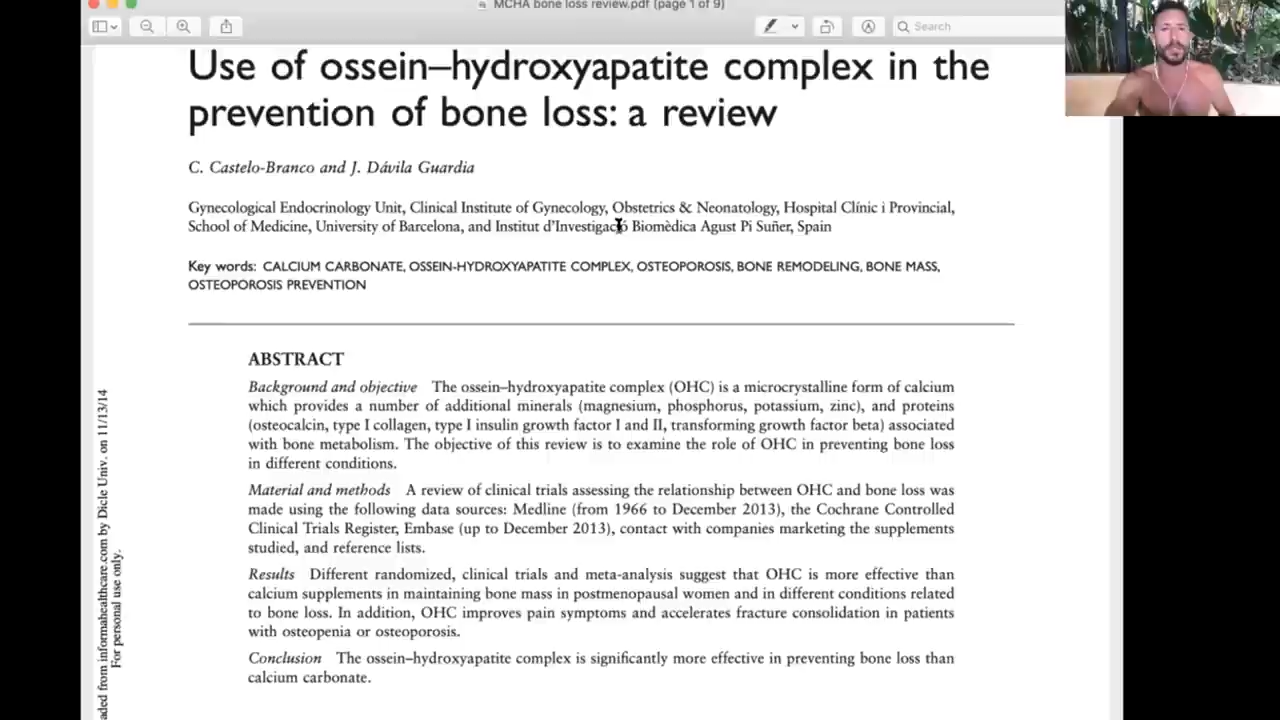 MCHA bone loss review.pdf (page 1 of 9)
Search
Use of ossein–hydroxyapatite complex in the
prevention of bone loss: a review
C. Castelo-Branco and J. Dávila Guardia
Gynecological Endocrinology Unit, Clinical Institute of Gynecology, Obstetrics & Neonatology, Hospital Clínic i Provincial,
School of Medicine, University of Barcelona, and Institut d’Investigació Biomèdica Agust Pi Suñer, Spain
Key words: CALCIUM CARBONATE, OSSEIN-HYDROXYAPATITE COMPLEX, OSTEOPOROSIS, BONE REMODELING, BONE MASS,
OSTEOPOROSIS PREVENTION
ABSTRACT
Background and objective The ossein–hydroxyapatite complex (OHC) is a microcrystalline form of calcium
which provides a number of additional minerals (magnesium, phosphorus, potassium, zinc), and proteins
(osteocalcin, type I collagen, type I insulin growth factor I and II, transforming growth factor beta) associated
with bone metabolism. The objective of this review is to examine the role of OHC in preventing bone loss
in different conditions.
Material and methods A review of clinical trials assessing the relationship between OHC and bone loss was
made using the following data sources: Medline (from 1966 to December 2013), the Cochrane Controlled
Clinical Trials Register, Embase (up to December 2013), contact with companies marketing the supplements
studied, and reference lists.
Results Different randomized, clinical trials and meta-analysis suggest that OHC is more effective than
calcium supplements in maintaining bone mass in postmenopausal women and in different conditions related
to bone loss. In addition, OHC improves pain symptoms and accelerates fracture consolidation in patients
with osteopenia or osteoporosis.
Conclusion The ossein–hydroxyapatite complex is significantly more effective in preventing bone loss than
calcium carbonate.
aded from informahealthcare.com by Dicle Univ. on 11/13/14
For personal use only.